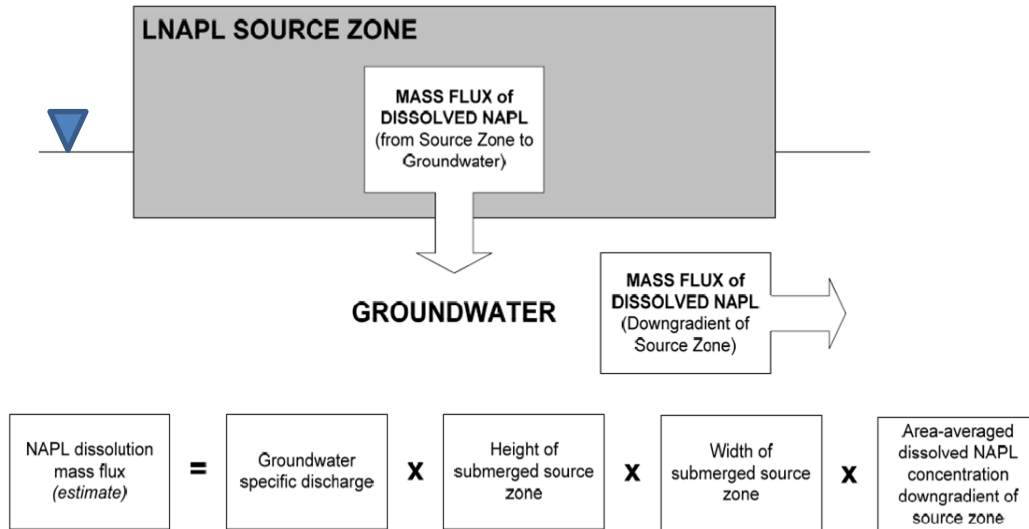 LNAPL SOURCE ZONE
MASS FLUX of
DISSOLVED NAPL
(from Source Zone to
Groundwater)
GROUNDWATER
MASS FLUX of
DISSOLVED NAPL
(Downgradient of
Source Zone)
NAPL dissolution
mass flux
(estimate)
=
Groundwater
specific discharge
x
Height of
submerged source
zone
x
Width of
submerged source
zone
x
Area-averaged
dissolved NAPL
concentration
downgradient of
source zone